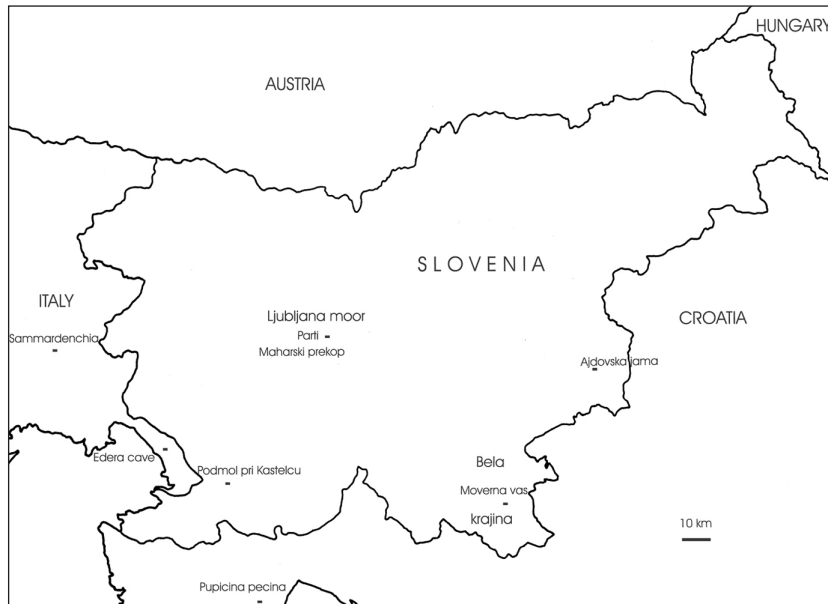 HUNGARY
AUSTRIA
SLOVENIA
ITALY
Ljubljana moor
CROATIA
Sammardenchia
Parti
Maharski prekop
Ajdovska jama
Edera cave
Bela
Podmol pri Kastelcu
Moverna vas
krajina
10 km
Pupicina pecina